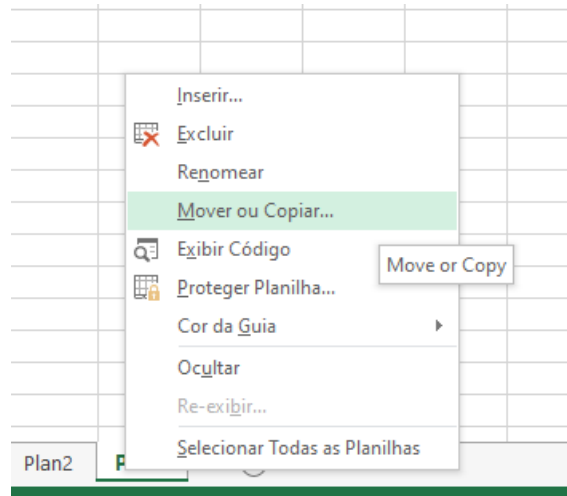 Inserir...
Excluir
Renomear
Mover ou Copiar...
Exibir Código
Move or Copy
Proteger Planilha...
Cor da Guia
Ocultar
Re-exibir...
Selecionar Todas as Planilhas
Plan2